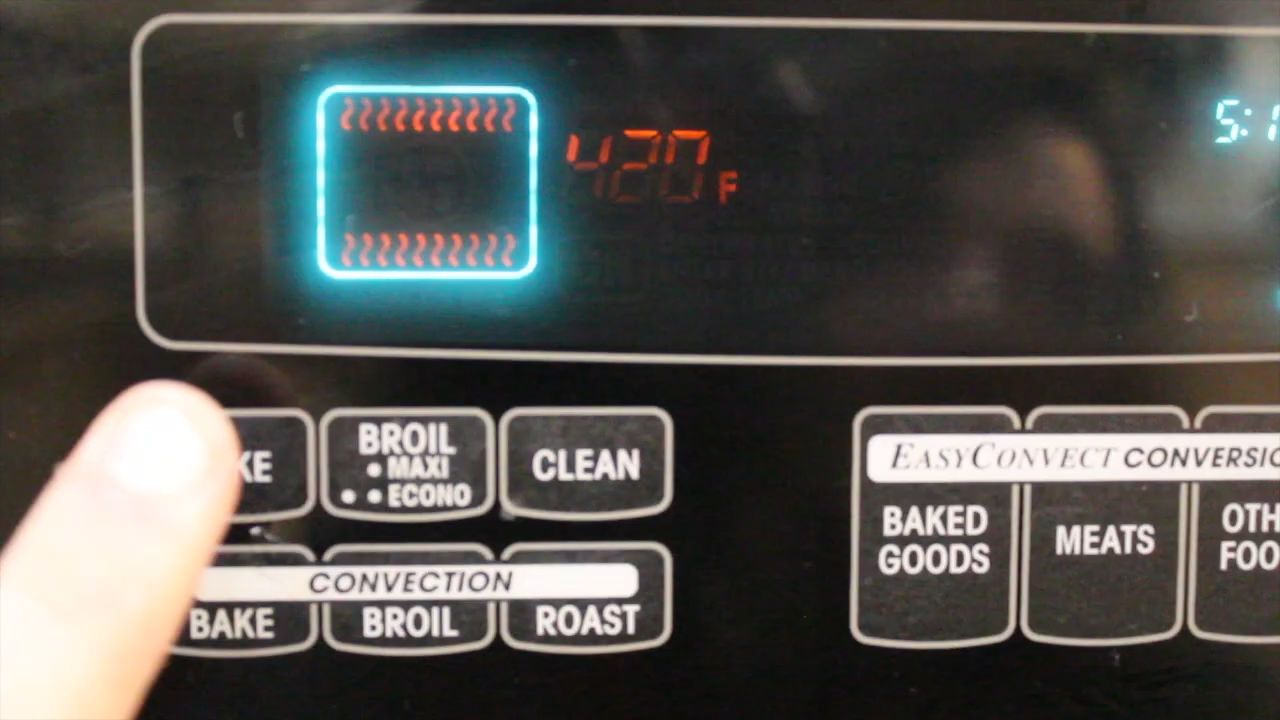 420 F
5:1
KE
BROIL
• MAXI
• • ECONO
CLEAN
CONVECTION
BAKE
BROIL
ROAST
EASYCONVECT CONVERSIO
BAKED
GOODS
MEATS
OTH
FOO